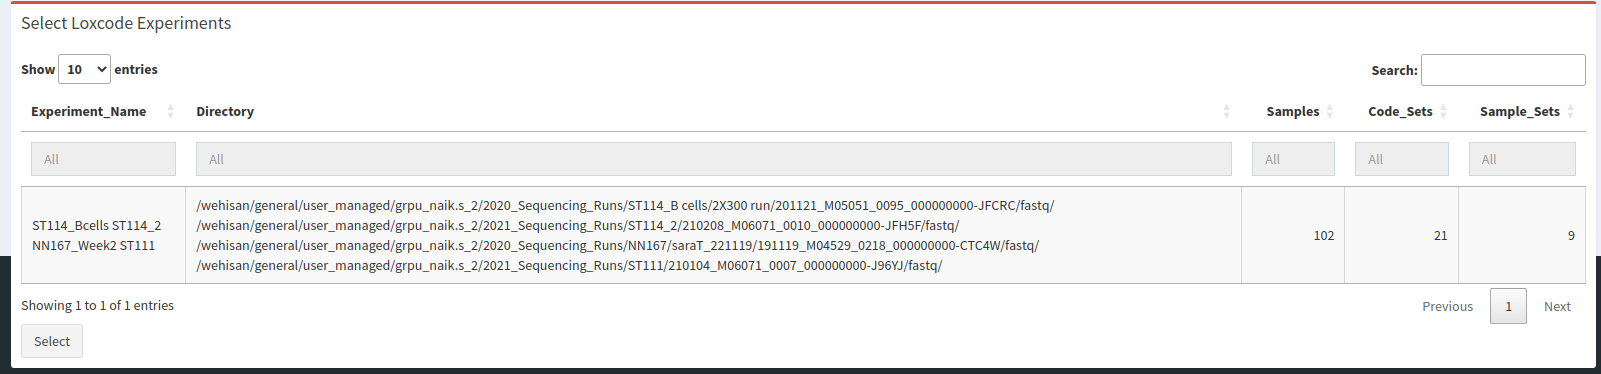 Select Loxcode Experiments
Show 10 entries
Search:
Experiment_Name Directory Samples Code_Sets Sample_Sets
All All All All All
ST114_Bcells ST114_2
NN167_Week2 ST111
/wehisan/general/user_managed/grpu_naik.s_2/2020_Sequencing_Runs/ST114_B cells/2X300 run/201121_M05051_0095_000000000-JFCRC/fastq/
/wehisan/general/user_managed/grpu_naik.s_2/2021_Sequencing_Runs/ST114_2/210208_M06071_0010_000000000-JFH5F/fastq/
/wehisan/general/user_managed/grpu_naik.s_2/2020_Sequencing_Runs/NN167/saraT_221119/191119_M04529_0218_000000000-CTC4W/fastq/
/wehisan/general/user_managed/grpu_naik.s_2/2021_Sequencing_Runs/ST111/210104_M06071_0007_000000000-J96YJ/fastq/
102 21 9
Showing 1 to 1 of 1 entries
Previous 1 Next
Select